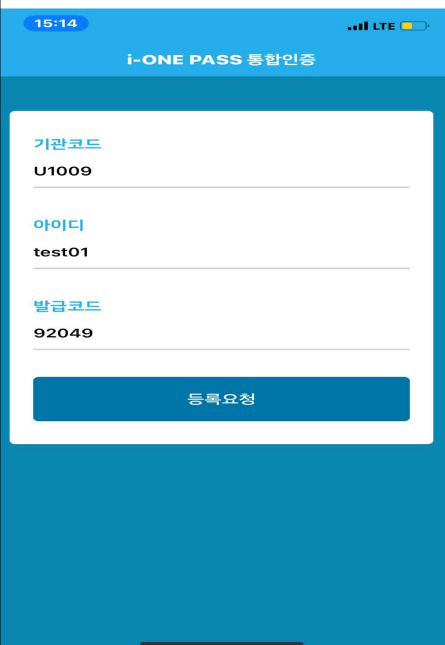 15:14
LTE
i-ONE PASS 통합인증
기관코드
U1009
아이디
test01
발급코드
92049
등록요청